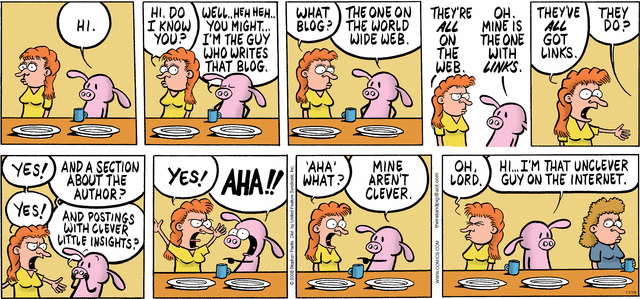 HI.
HI. DO
I KNOW
YOU?
WELL..HEH HEH..
YOU MIGHT...
I'M THE GUY
WHO WRITES
THAT BLOG.
WHAT
BLOG?
THE ONE ON
THE WORLD
WIDE WEB.
THEY'RE
ALL
ON
THE
WEB.
OH.
MINE IS
THE ONE
WITH
LINKS.
THEY'VE
ALL
GOT
LINKS.
THEY
DO?
YES!
AND A SECTION
ABOUT THE
AUTHOR?
YES!
AND POSTINGS
WITH CLEVER
LITTLE INSIGHTS?
YES!
AHA!!
'AHA'
WHAT?
MINE
AREN'T
CLEVER.
OH,
LORD.
HI...I'M THAT UNCLEVER
GUY ON THE INTERNET.
WWW.COMICS.COM